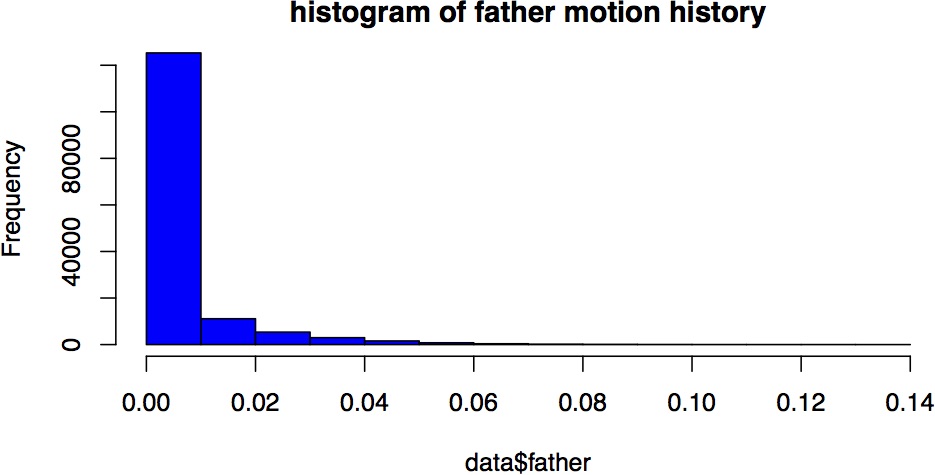 histogram of father motion history
Frequency
80000
40000
0
0.00 0.02 0.04 0.06 0.08 0.10 0.12 0.14
data$father